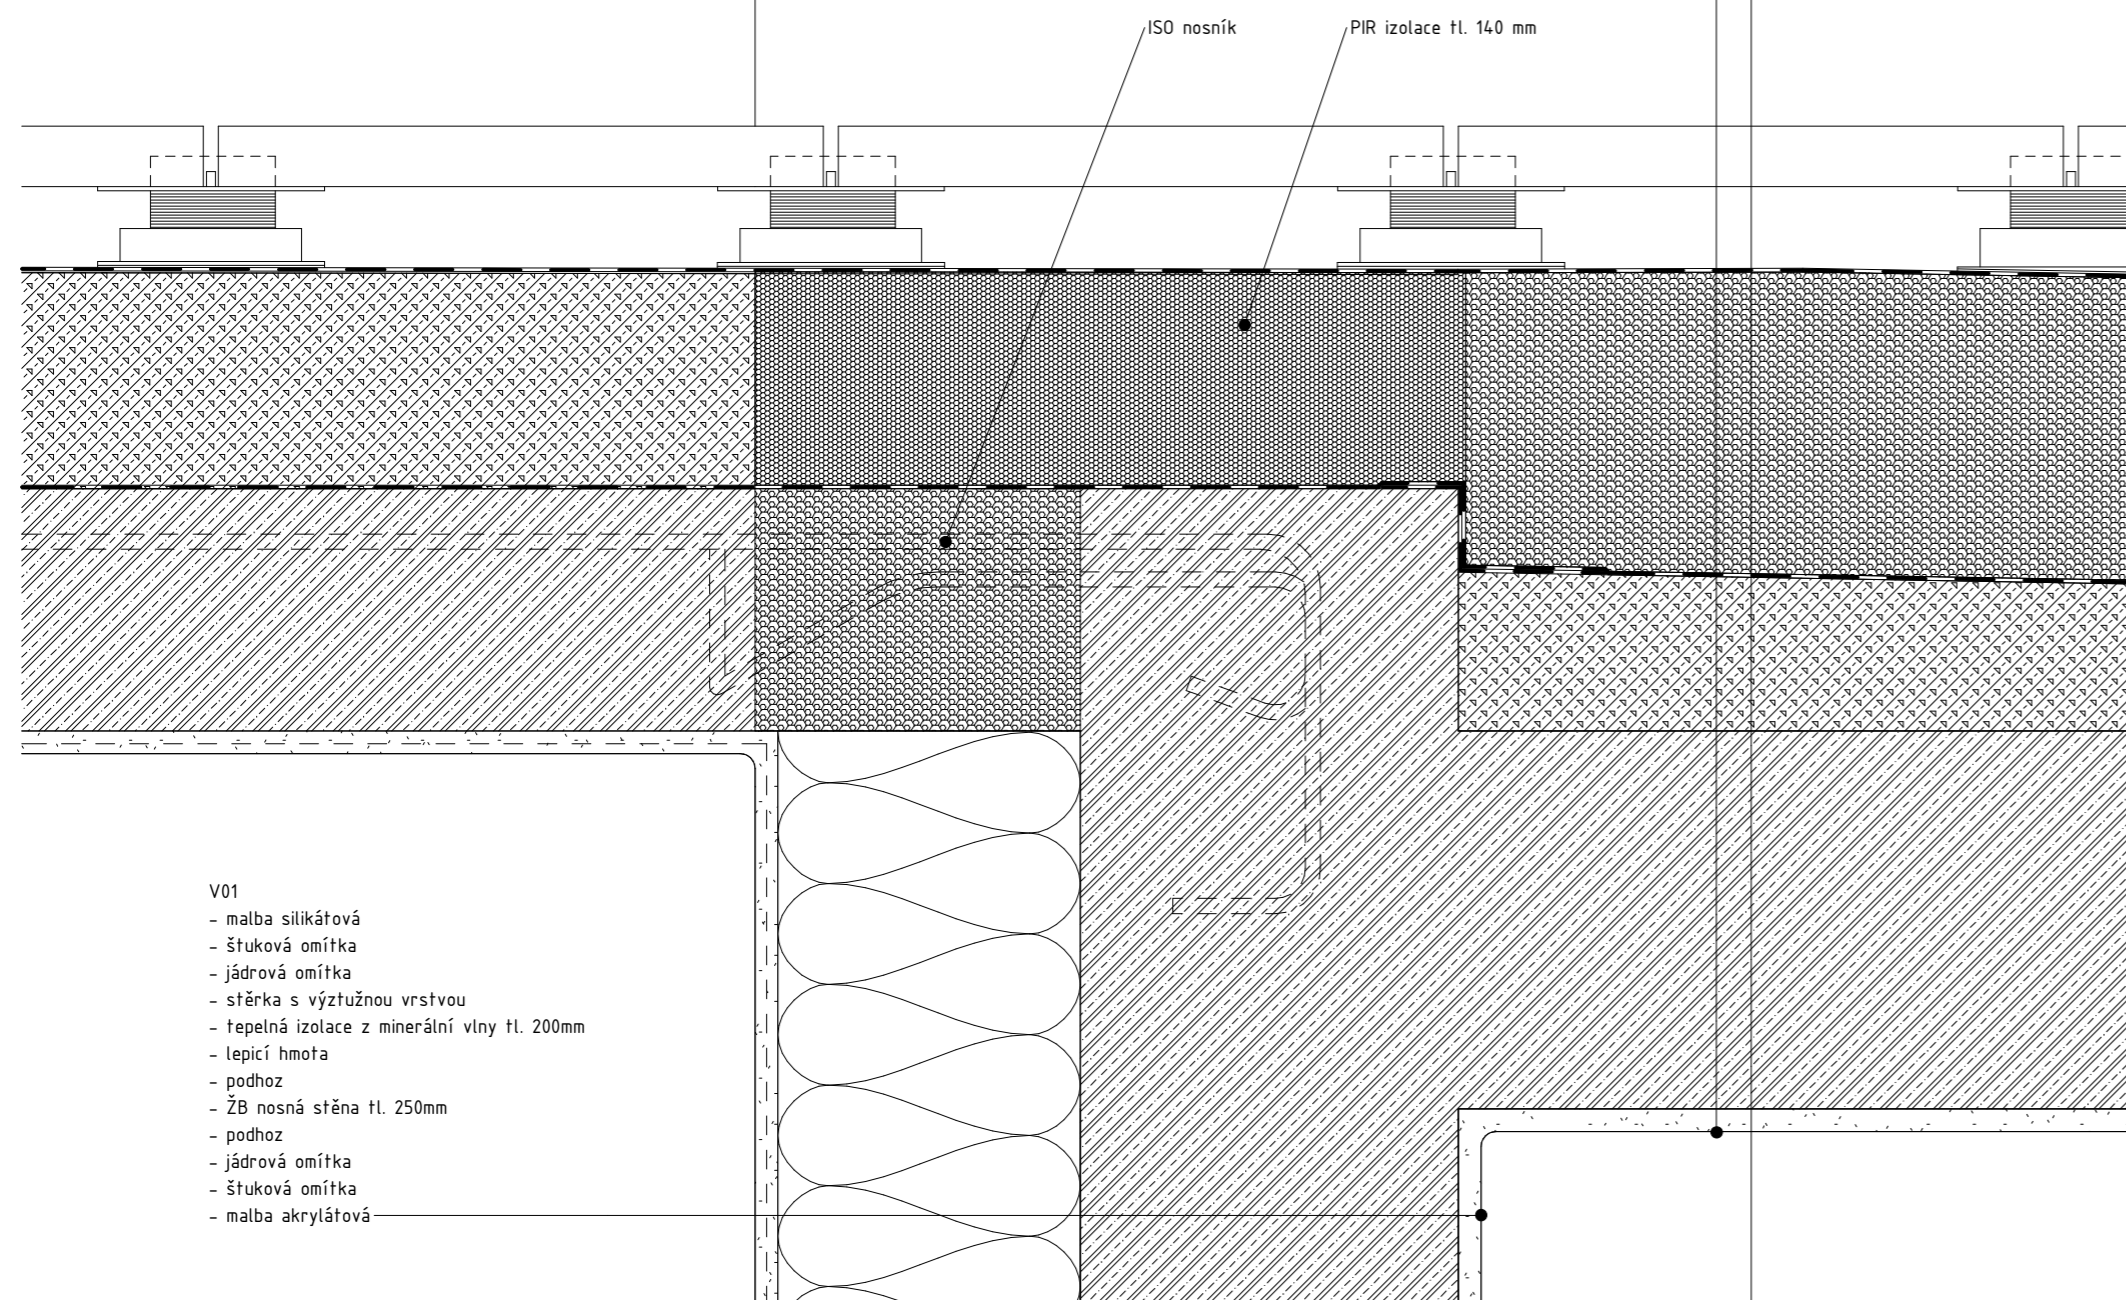 ISO nosník
PIR izolace tl. 140 mm
V01
- malba silikátová
- štuková omítka
- jádrová omítka
- stěrka s výztužnou vrstvou
- tepelná izolace z minerální vlny tl. 200mm
- lepicí hmota
- podhoz
- ŽB nosná stěna tl. 250mm
- podhoz
- jádrová omítka
- štuková omítka
- malba akrylátová